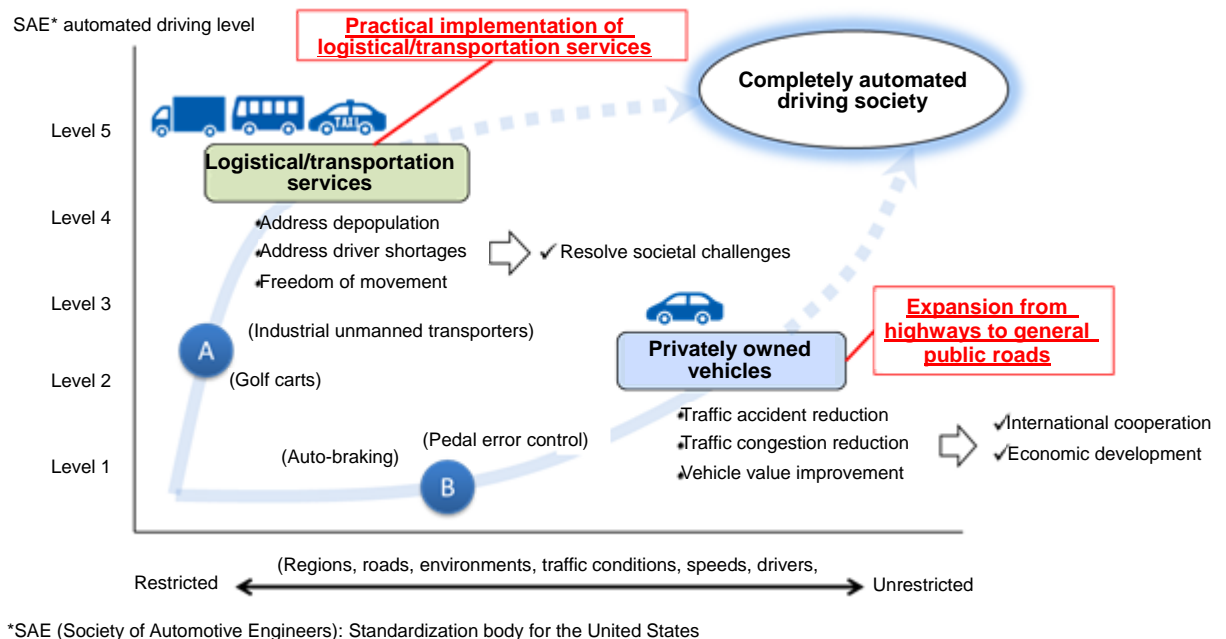 SAE* automated driving level
Practical implementation of
logistical/transportation services
Completely automated
driving society
TAXI
Level 5
Level 4
Level 3
Level 2
Level 1
Logistical/transportation
services
•Address depopulation
•Address driver shortages
•Freedom of movement
✓ Resolve societal challenges
Expansion from
highways to general
public roads
(Industrial unmanned transporters)
A
(Golf carts)
Privately owned
vehicles
•Traffic accident reduction
•Traffic congestion reduction
•Vehicle value improvement
✓International cooperation
✓Economic development
(Pedal error control)
(Auto-braking)
B
(Regions, roads, environments, traffic conditions, speeds, drivers,
Restricted
Unrestricted
*SAE (Society of Automotive Engineers): Standardization body for the United States